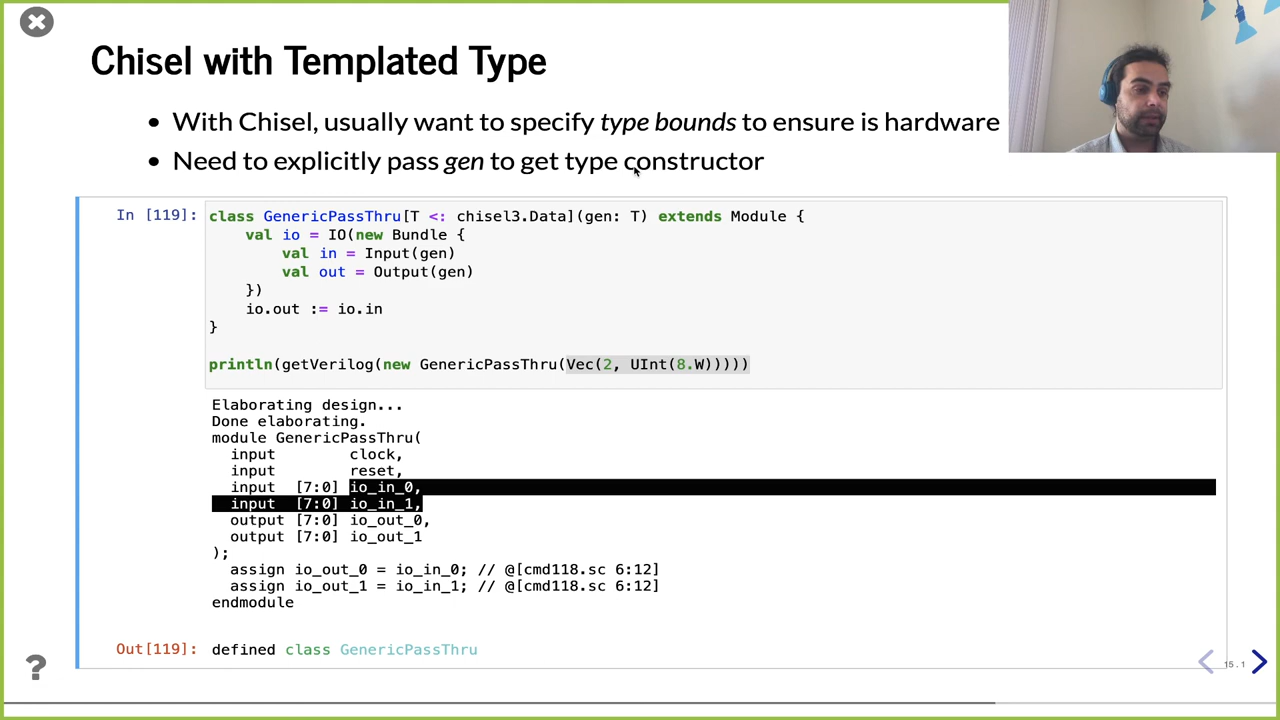 Chisel with Templated Type
• With Chisel, usually want to specify type bounds to ensure is hardware
• Need to explicitly pass gen to get type constructor
In [119]: class GenericPassThru[T <: chisel3.Data](gen: T) extends Module {
    val io = IO(new Bundle {
        val in = Input(gen)
        val out = Output(gen)
    })
    io.out := io.in
}
println(getVerilog(new GenericPassThru(Vec(2, UInt(8.W)))))
Elaborating design...
Done elaborating.
module GenericPassThru(
  input        clock,
  input        reset,
  input  [7:0] io_in_0,
  input  [7:0] io_in_1,
  output [7:0] io_out_0,
  output [7:0] io_out_1
);
  assign io_out_0 = io_in_0; // @[cmd118.sc 6:12]
  assign io_out_1 = io_in_1; // @[cmd118.sc 6:12]
endmodule
Out[119]: defined class GenericPassThru
?
15.1